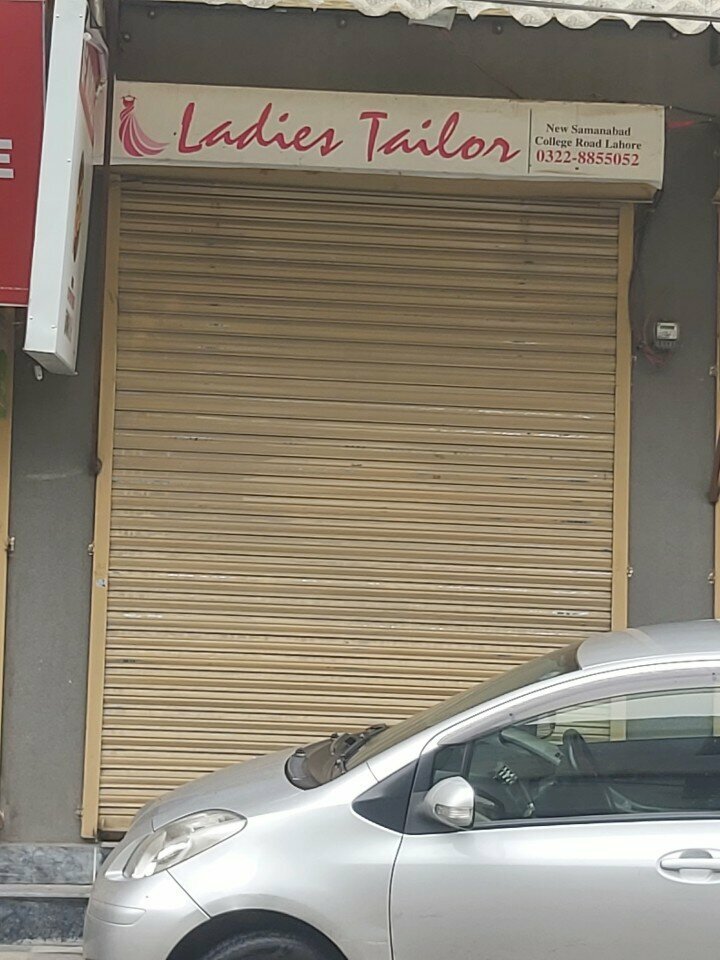 Ladies Tailor
New Samanabad
College Road Lahore
0322-8855052
E